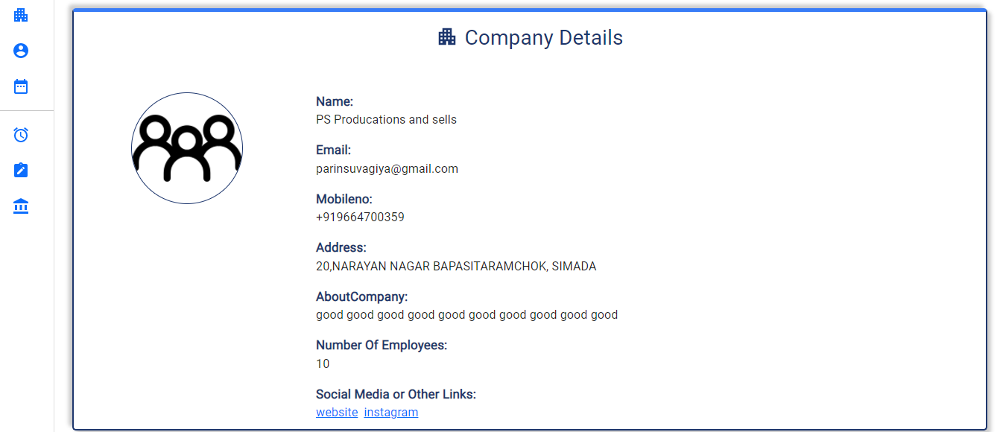 Company Details
Name:
PS Producations and sells
Email:
parinsuvagiya@gmail.com
Mobileno:
+919664700359
Address:
20,NARAYAN NAGAR BAPASITARAMCHOK, SIMADA
AboutCompany:
good good good good good good good good good good
Number Of Employees:
10
Social Media or Other Links:
website instagram